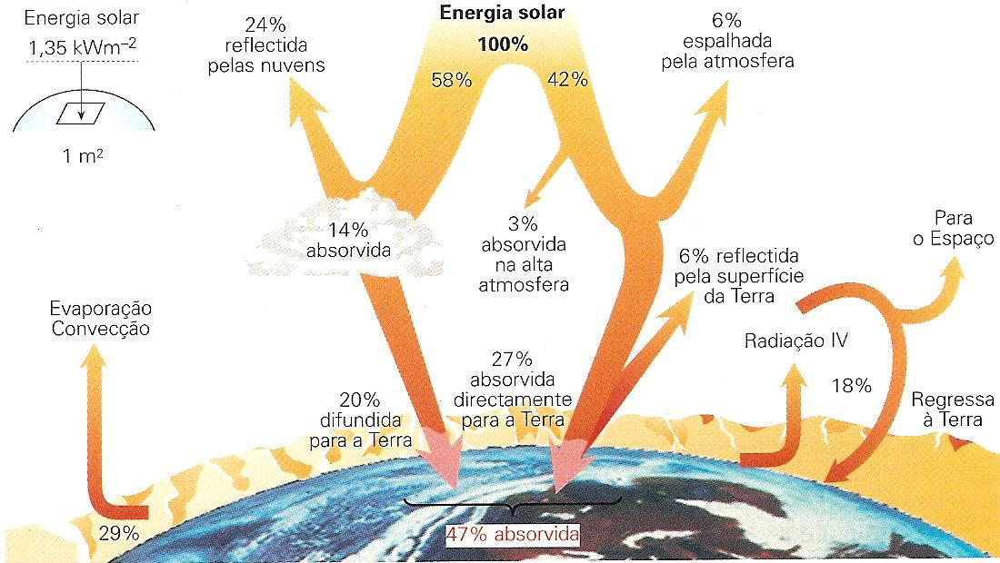 Energia solar
1,35 kWm–2
1 m2
24%
reflectida
pelas nuvens
Energia solar
100%
58%
42%
6%
espalhada
pela atmosfera
14%
absorvida
3%
absorvida
na alta
atmosfera
6% reflectida
pela superfície
da Terra
Para
o Espaço
Evaporação
Convecção
Radiação IV
18%
Regressa
à Terra
20%
difundida
para a Terra
27%
absorvida
directamente
para a Terra
29%
47% absorvida